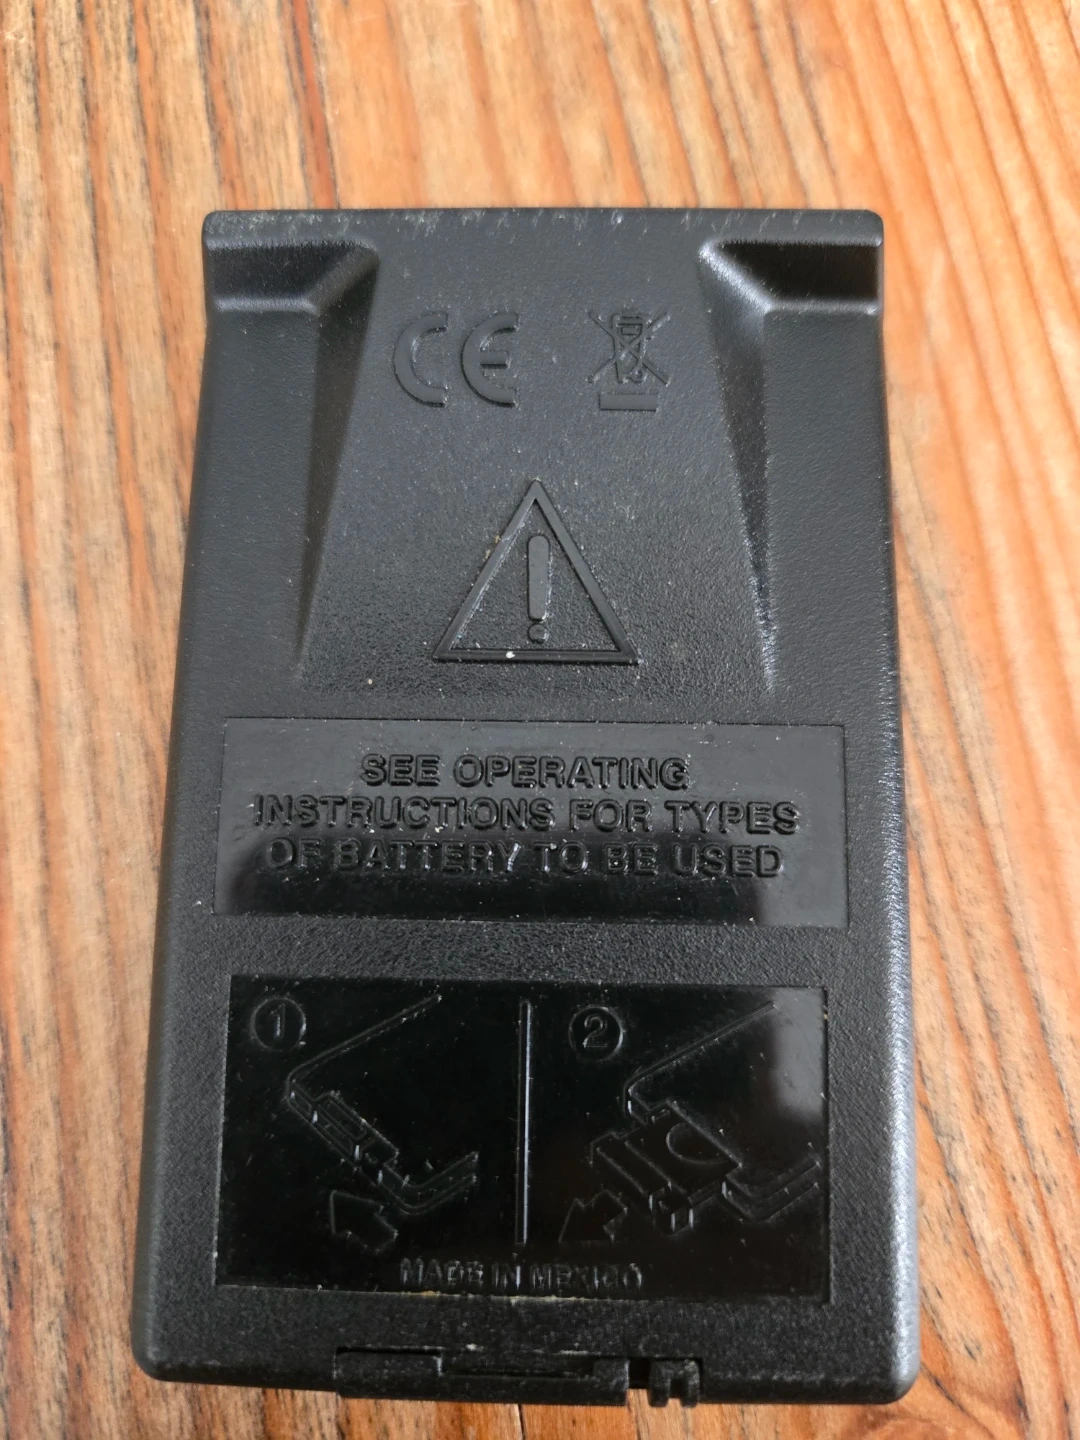 CE
SEE OPERATING
INSTRUCTIONS FOR TYPES
OF BATTERY TO BE USED
1 2
MADE IN MEXICO